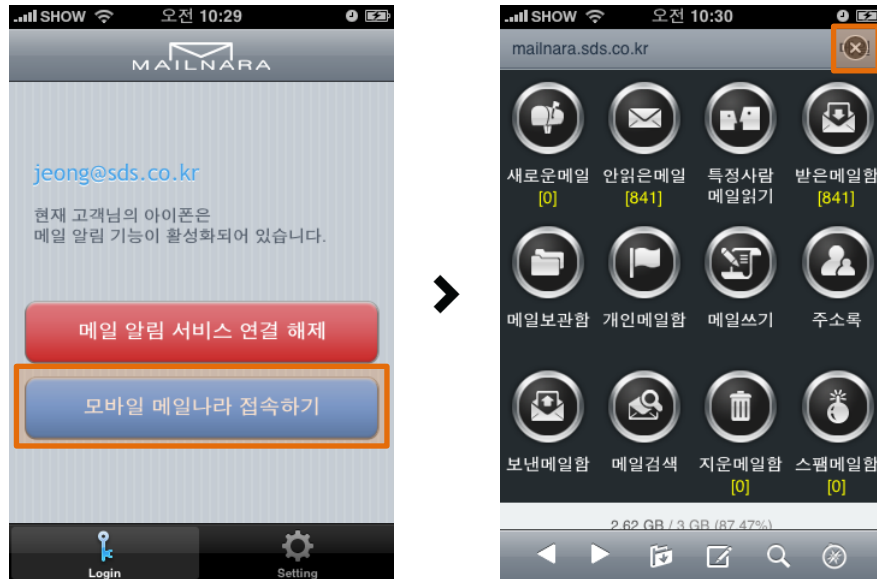 SHOW 오전 10:29
MAILNARA
jeong@sds.co.kr
현재 고객님의 아이폰은
메일 알림 기능이 활성화되어 있습니다.
메일 알림 서비스 연결 해제
모바일 메일나라 접속하기
Login Setting
SHOW 오전 10:30
mailnara.sds.co.kr
새로운메일 안읽은메일 특정사람 받은메일함
[0] [841] 메일읽기 [841]
메일보관함 개인메일함 메일쓰기 주소록
보낸메일함 메일검색 지운메일함 스팸메일함
[0] [0]
2.62 GB / 3 GB (87.47%)